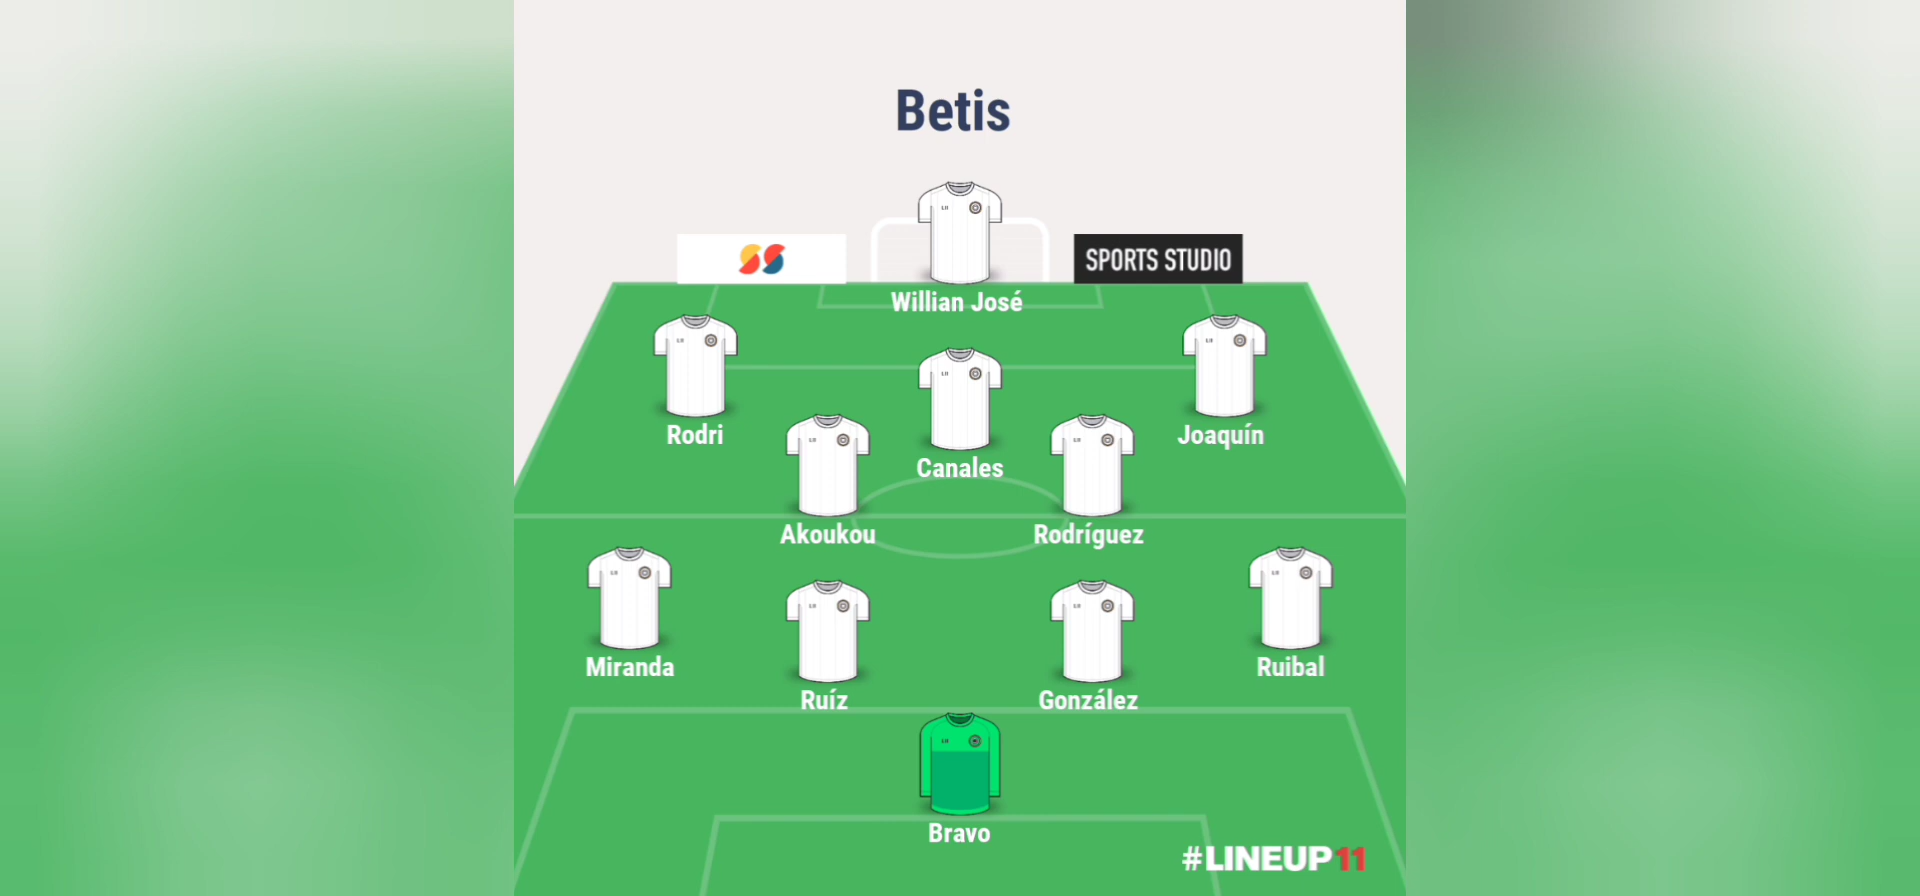 Betis
SPORTS STUDIO
Willian José
Rodri
Joaquín
Canales
Akoukou
Rodríguez
Miranda
Ruibal
Ruíz
González
Bravo
#LINEUP11